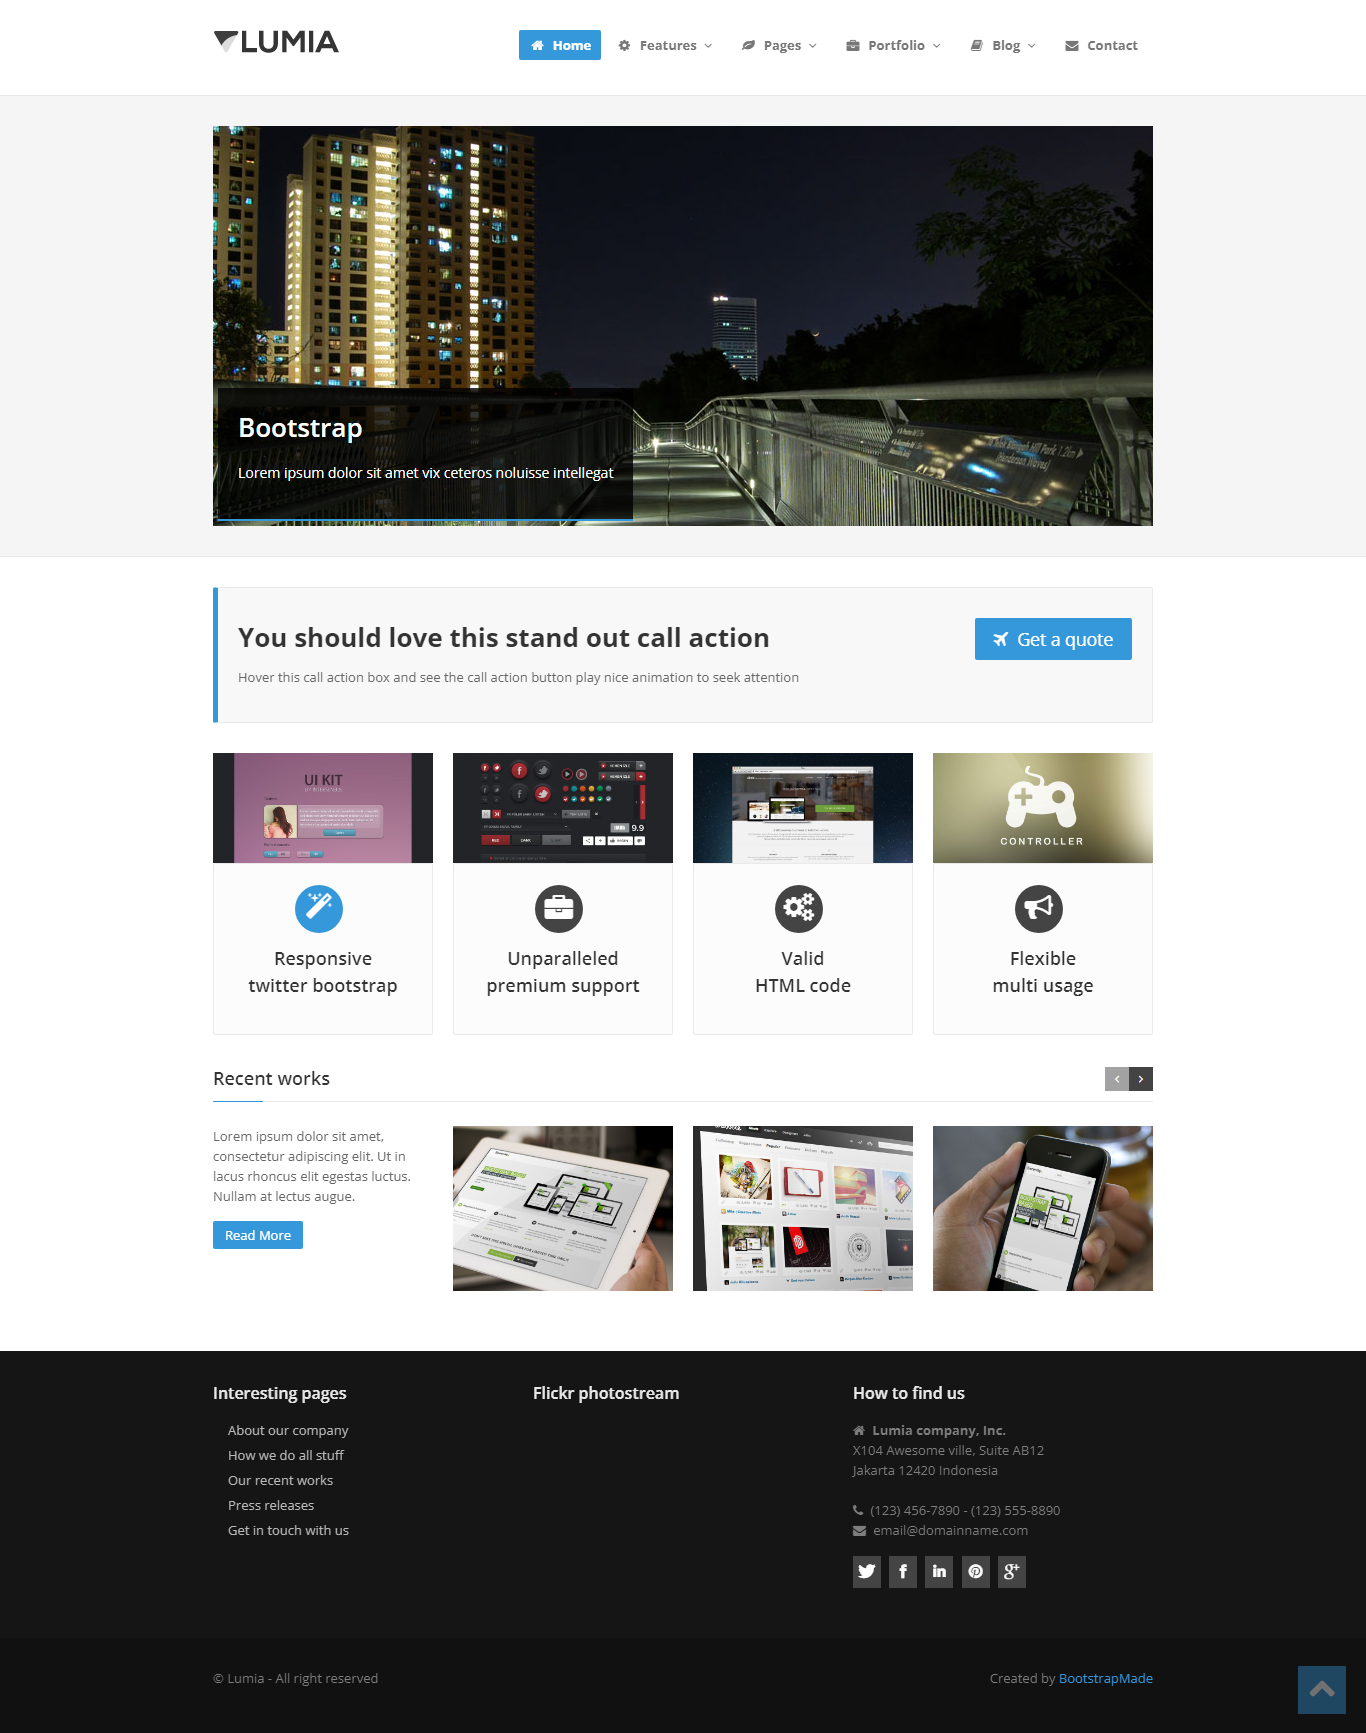 LUMIA
Home
Features
Pages
Portfolio
Blog
Contact
Bootstrap
Lorem ipsum dolor sit amet vix ceteros noluisse intellegat
You should love this stand out call action
Get a quote
Hover this call action box and see the call action button play nice animation to seek attention
UI KIT
CONTROLLER
9.9
Responsive
twitter bootstrap
Unparalleled
premium support
Valid
HTML code
Flexible
multi usage
Recent works
Lorem ipsum dolor sit amet,
consectetur adipiscing elit. Ut in
lacus rhoncus elit egestas luctus.
Nullam at lectus augue.
Read More
Interesting pages
About our company
How we do all stuff
Our recent works
Press releases
Get in touch with us
Flickr photostream
How to find us
Lumia company, Inc.
X104 Awesome ville, Suite AB12
Jakarta 12420 Indonesia
(123) 456-7890 - (123) 555-8890
email@domainname.com
© Lumia - All right reserved
Created by BootstrapMade